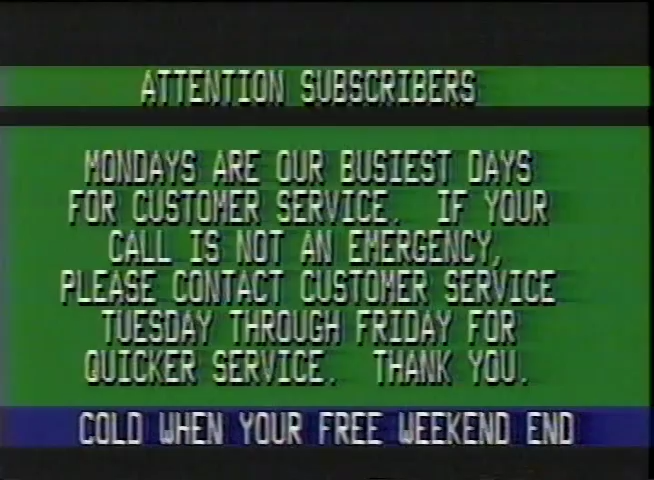 ATTENTION SUBSCRIBERS
MONDAYS ARE OUR BUSIEST DAYS
FOR CUSTOMER SERVICE. IF YOUR
CALL IS NOT AN EMERGENCY,
PLEASE CONTACT CUSTOMER SERVICE
TUESDAY THROUGH FRIDAY FOR
QUICKER SERVICE. THANK YOU.
COLD WHEN YOUR FREE WEEKEND END